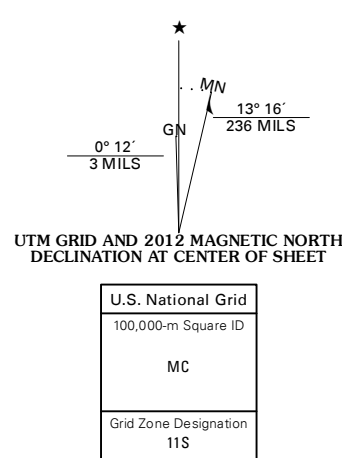 ★
MN
GN
13° 16´
236 MILS
0° 12´
3 MILS
UTM GRID AND 2012 MAGNETIC NORTH
DECLINATION AT CENTER OF SHEET
U.S. National Grid
100,000-m Square ID
MC
Grid Zone Designation
11S